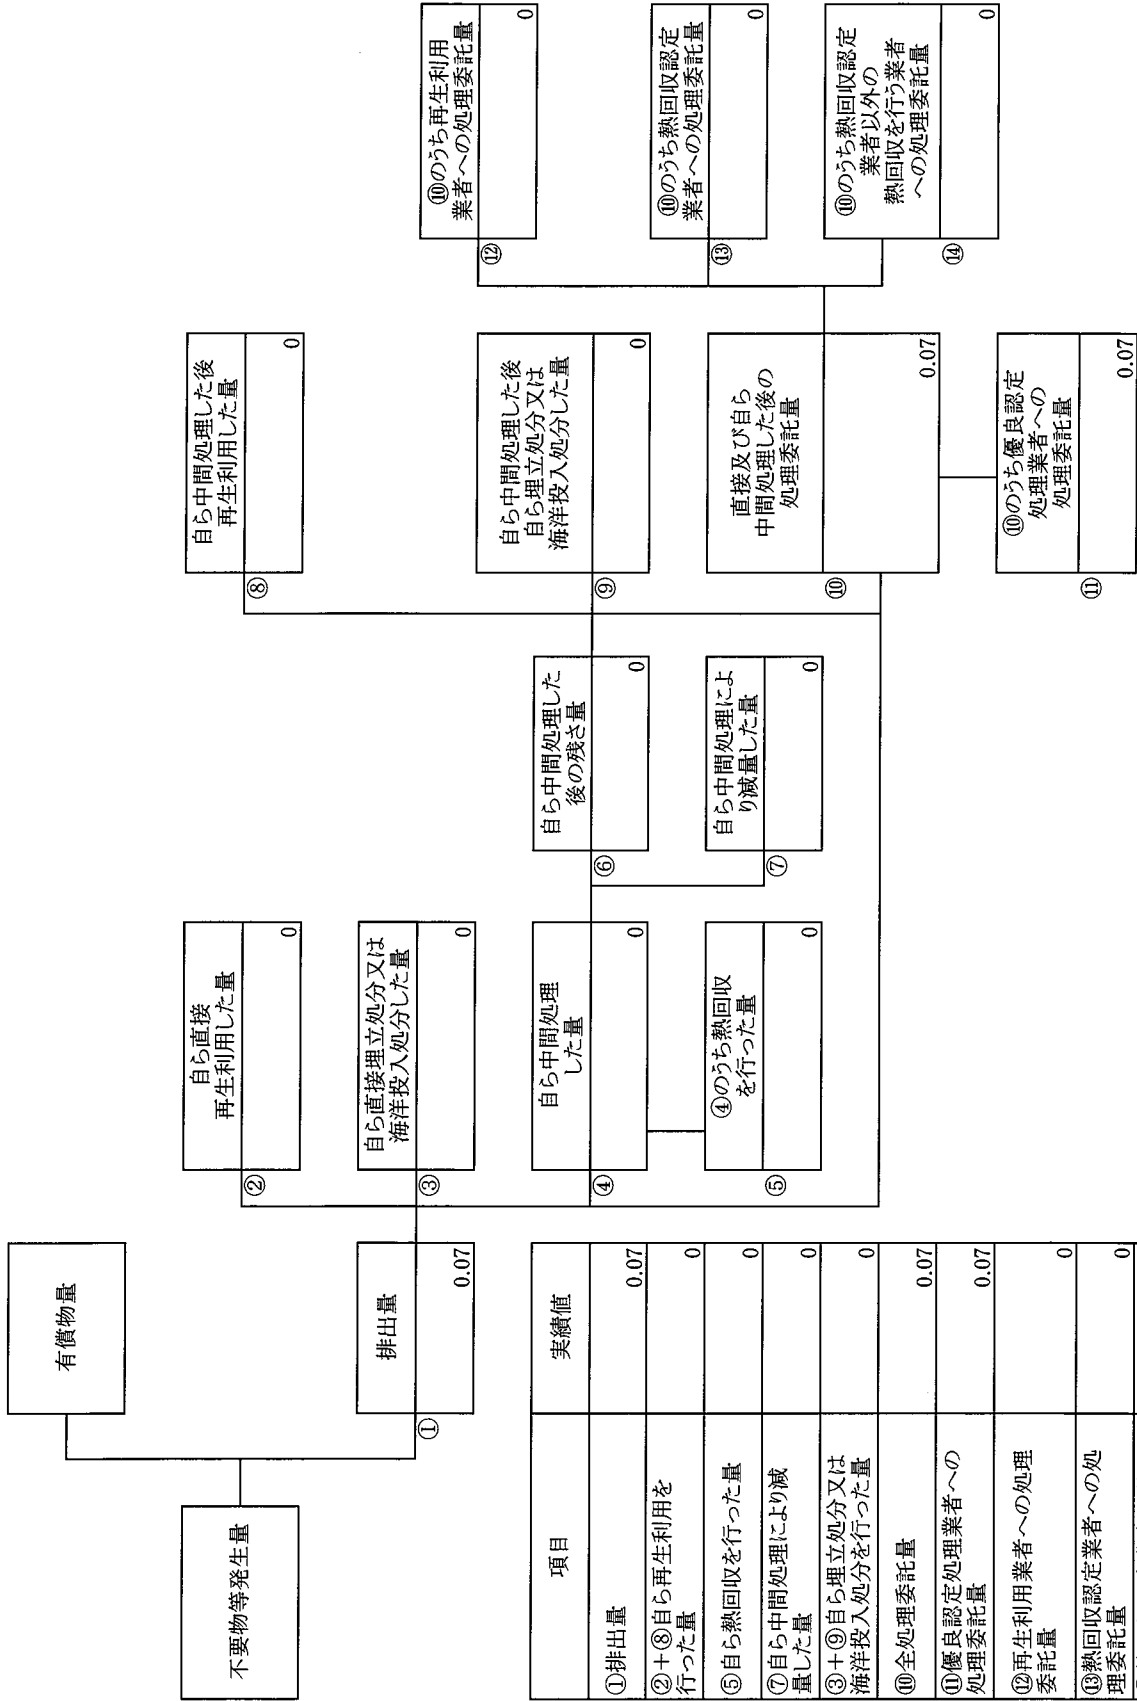 不要物等発生量
有償物量
①
排出量
0.07
②
自ら直接
再生利用した量
0
③
自ら直接埋立処分又は
海洋投入処分した量
0
④
自ら中間処理
した量
0
⑤
④のうち熱回収
を行った量
0
⑥
自ら中間処理した
後の残さ量
0
⑦
自ら中間処理によ
り減量した量
0
⑧
自ら中間処理した後
再生利用した量
0
⑨
自ら中間処理した後
自ら埋立処分又は
海洋投入処分した量
0
⑩
直接及び自ら
中間処理した後の
処理委託量
0.07
⑪
⑩のうち優良認定
処理業者への
処理委託量
0.07
⑫
⑩のうち再生利用
業者への処理委託量
0
⑬
⑩のうち熱回収認定
業者への処理委託量
0
⑭
⑩のうち熱回収認定
業者以外の
熱回収を行う業者
への処理委託量
0
項目 実績値
①排出量 0.07
②+⑧自ら再生利用を
行った量 0
⑤自ら熱回収を行った量 0
⑦自ら中間処理により減
量した量 0
③+⑨自ら埋立処分又は
海洋投入処分を行った量 0
⑩全処理委託量 0.07
⑪優良認定処理業者への
処理委託量 0.07
⑫再生利用業者への処理
委託量 0
⑬熱回収認定業者への処
理委託量 0